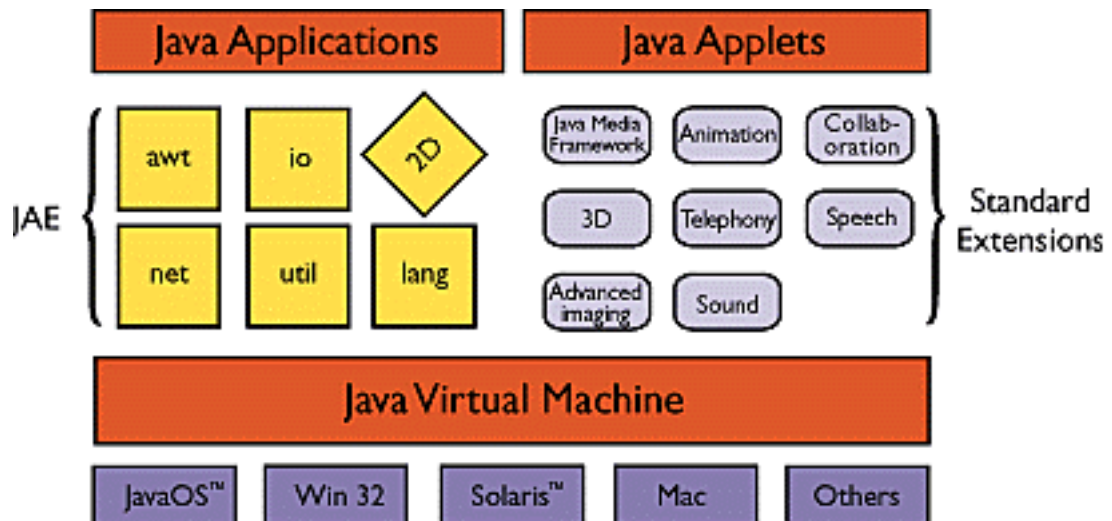 Java Applications
Java Applets
JAE
awt
io
2D
net
util
lang
Java Media
Framework
Animation
Collab-
oration
3D
Telephony
Speech
Advanced
imaging
Sound
Standard
Extensions
Java Virtual Machine
JavaOS™
Win 32
Solaris™
Mac
Others